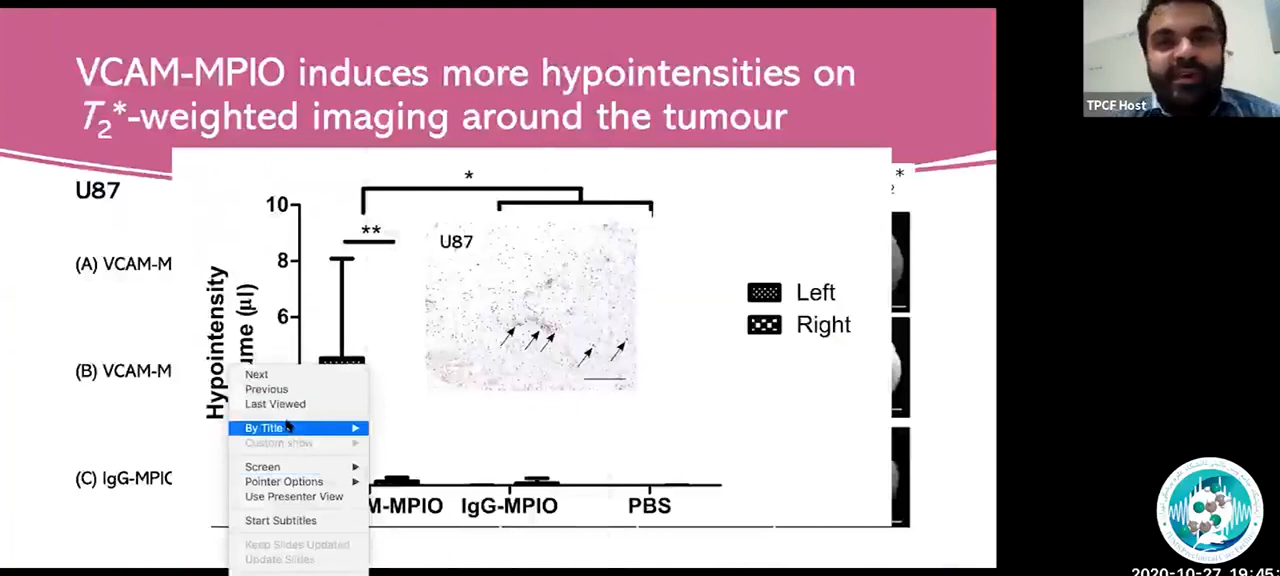 VCAM-MPIO induces more hypointensities on
T2*-weighted imaging around the tumour
TPCF Host
U87
*
2
*
10
**
U87
(A) VCAM-M
8
Hypointensity
ume (µl)
Left
6
Right
(B) VCAM-M
Next
Previous
Last Viewed
By Title
Custom show
Screen
Pointer Options
Use Presenter View
Start Subtitles
Keep Slides Updated
Update Slides
(C) IgG-MPIO
M-MPIO IgG-MPIO PBS
2020-10-27 19:45: